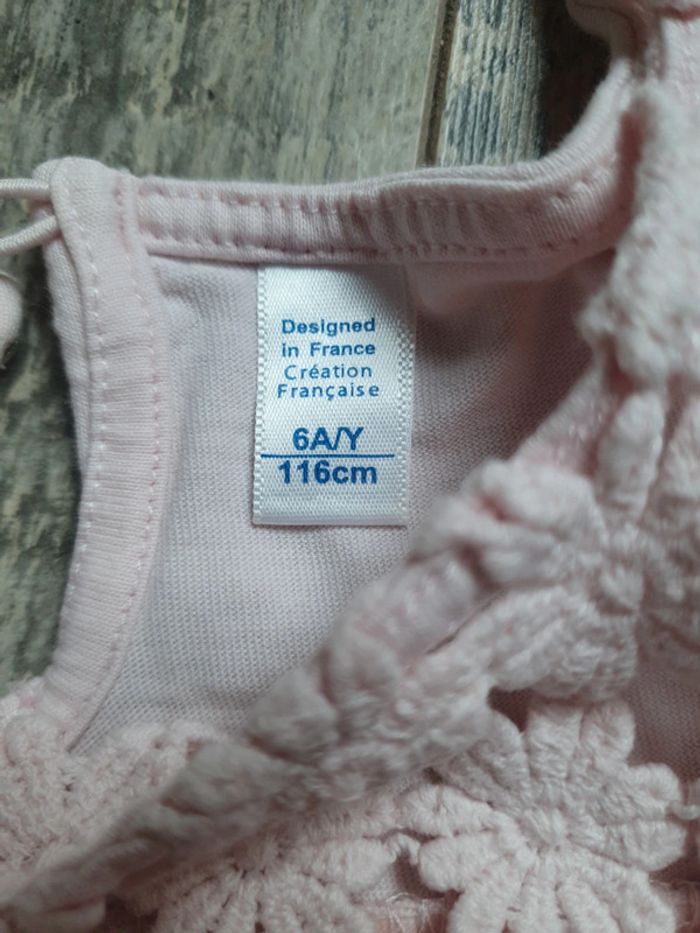 Designed
in France
Création
Française
6A/Y
116cm